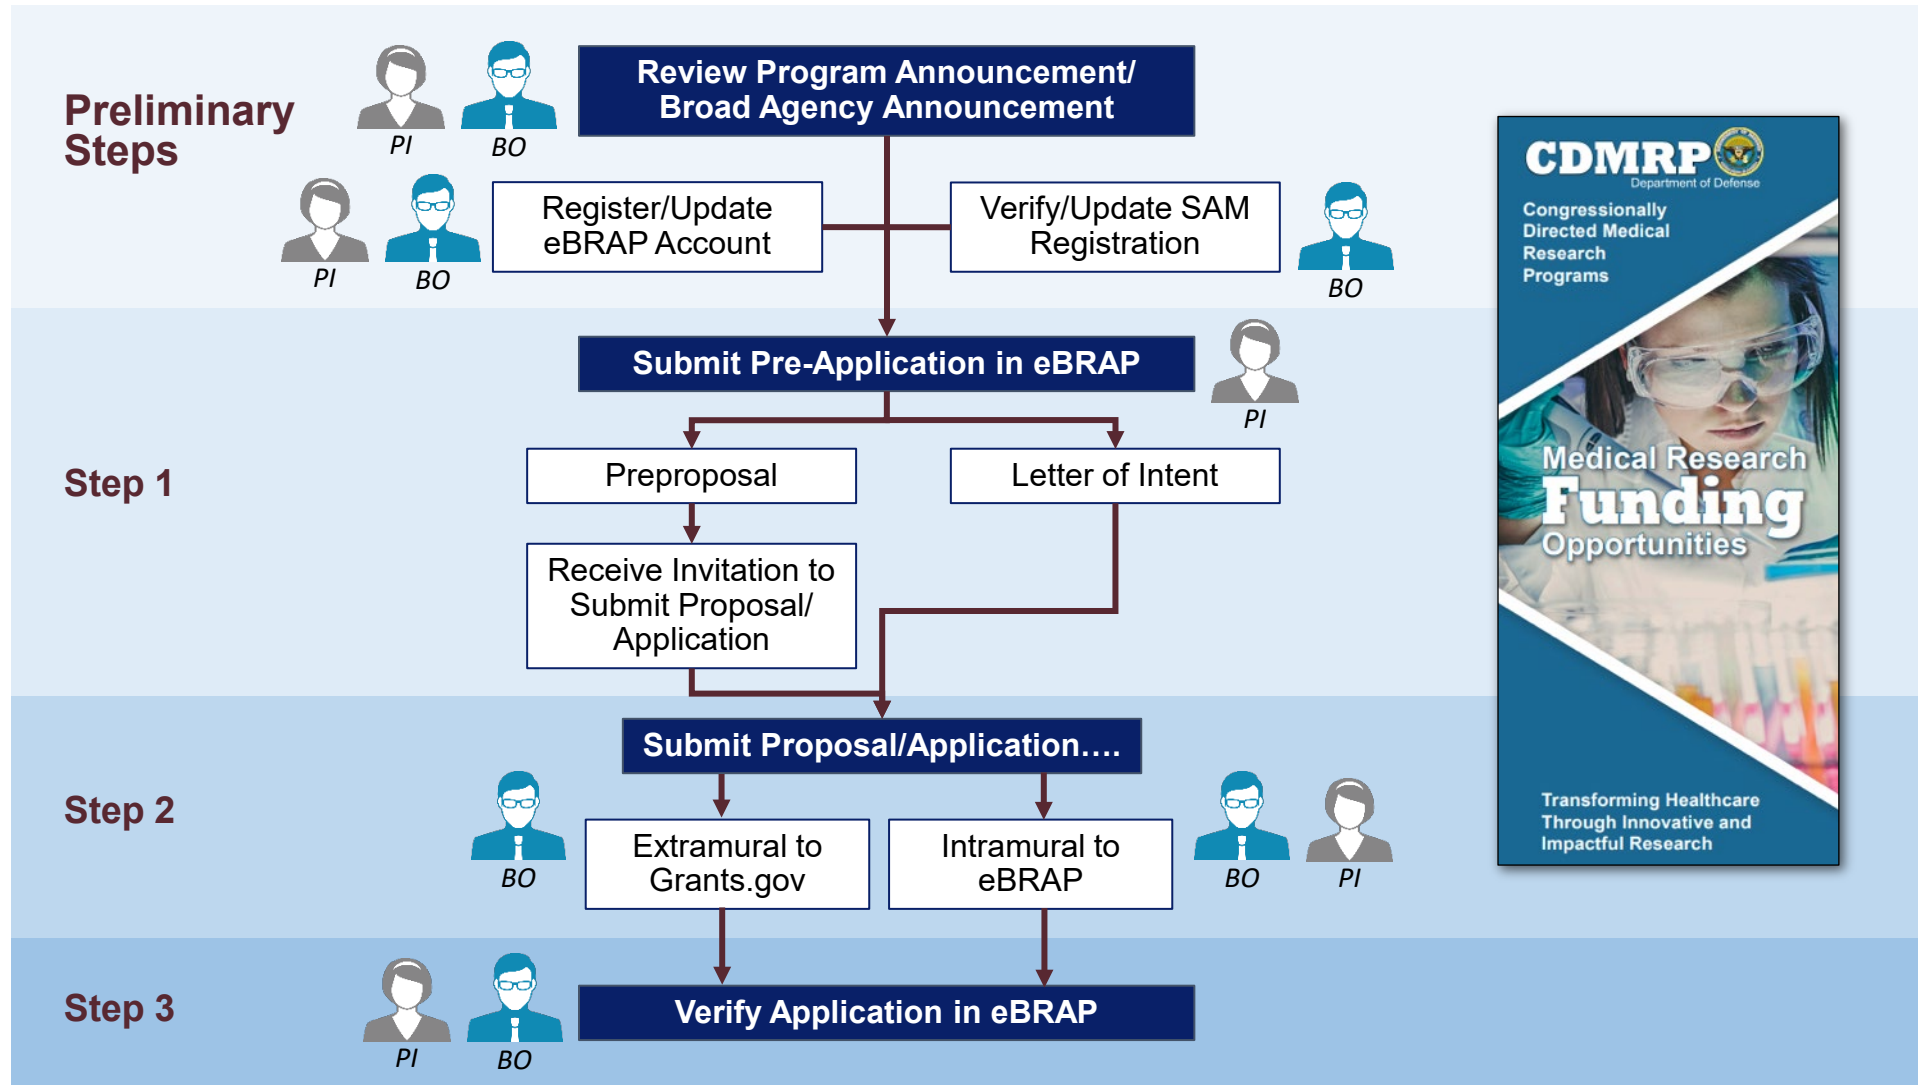 Preliminary
Steps
PI
BO
Review Program Announcement/
Broad Agency Announcement
PI
BO
Register/Update
eBRAP Account
Verify/Update SAM
Registration
BO
Step 1
Submit Pre-Application in eBRAP
PI
Preproposal
Letter of Intent
Receive Invitation to
Submit Proposal/
Application
Step 2
Submit Proposal/Application....
BO
Extramural to
Grants.gov
Intramural to
eBRAP
BO
PI
Step 3
PI
BO
Verify Application in eBRAP
CDMRP
Department of Defense
Congressionally
Directed Medical
Research
Programs
Medical Research
Funding
Opportunities
Transforming Healthcare
Through Innovative and
Impactful Research